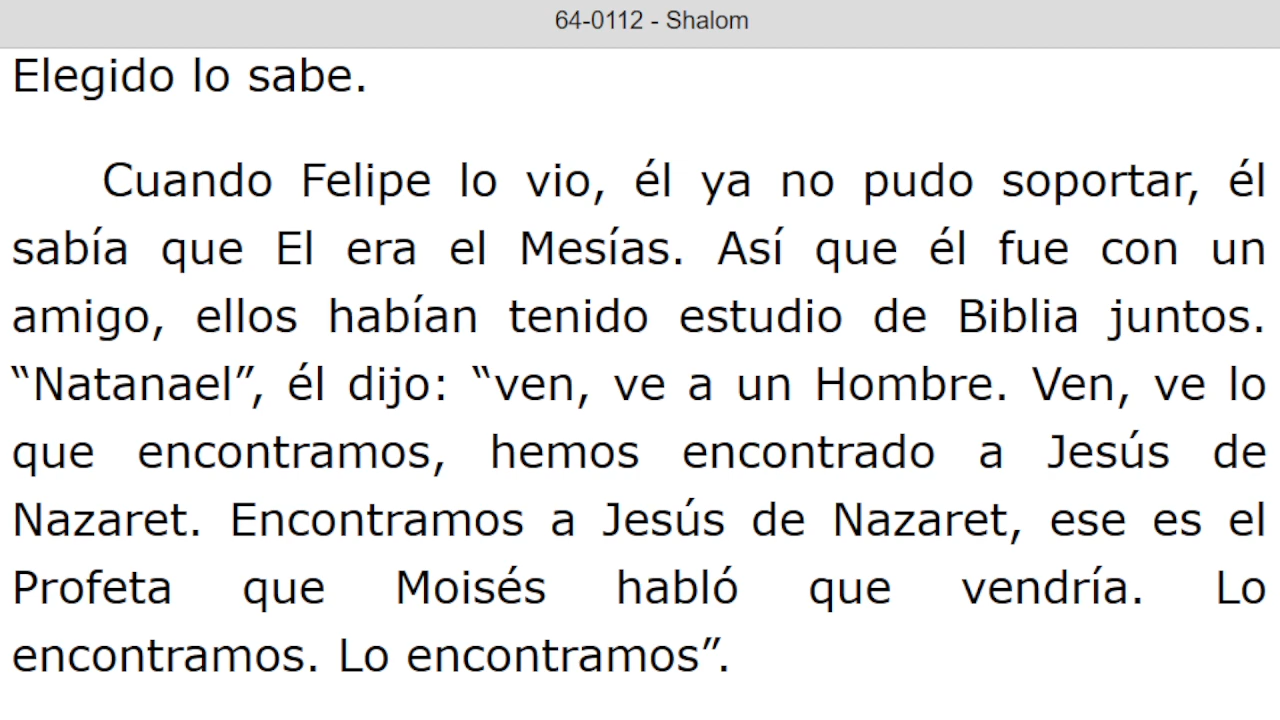 64-0112 - Shalom
Elegido lo sabe.
Cuando Felipe lo vio, él ya no pudo soportar, él
sabía que El era el Mesías. Así que él fue con un
amigo, ellos habían tenido estudio de Biblia juntos.
“Natanael”, él dijo: “ven, ve a un Hombre. Ven, ve lo
que encontramos, hemos encontrado a Jesús de
Nazaret. Encontramos a Jesús de Nazaret, ese es el
Profeta que Moisés habló que vendría. Lo
encontramos. Lo encontramos”.